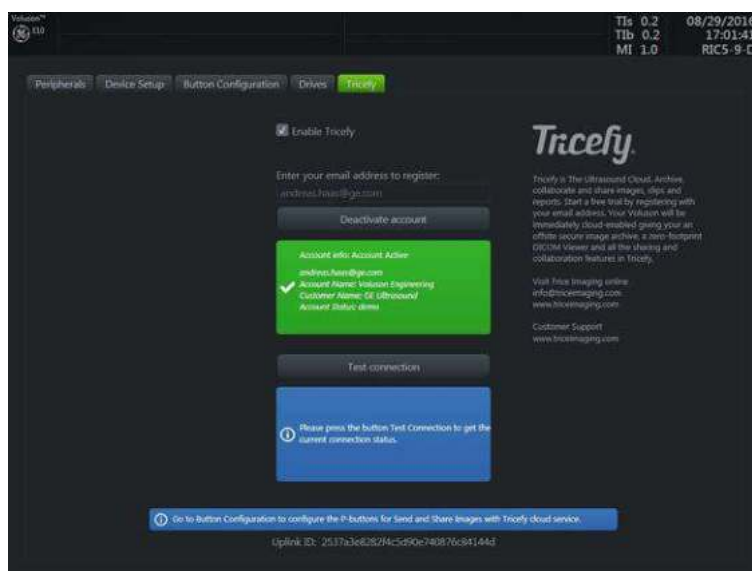 Voluson™
E10
TIs 0.2 08/29/2016
TIb 0.2 17:01:41
MI 1.0 RIC5-9-D
Peripherals Device Setup Button Configuration Drives Tricefy
Enable Tricefy
Enter your email address to register:
andreas.haas@ge.com
Deactivate account
Account info: Account Active
andreas.haas@ge.com
Account Name: Voluson Engineering
Customer Name: GE Ultrasound
Account Status: demo
Test connection
Please press the button Test Connection to get the
current connection status.
Tricefy.
Tricefy is The Ultrasound Cloud. Archive,
collaborate and share images, clips and
reports. Start a free trial by registering with
your email address. Your Voluson will be
immediately cloud-enabled giving your an
offsite secure image archive, a zero-footprint
DICOM Viewer and all the sharing and
collaboration features in Tricefy.
Visit Trice Imaging online
info@triceimaging.com
www.triceimaging.com
Customer Support
www.triceimaging.com
Go to Button Configuration to configure the P-buttons for Send and Share Images with Tricefy cloud service.
Uplink ID: 2537a3e8282f4c5d90e740876c84144d